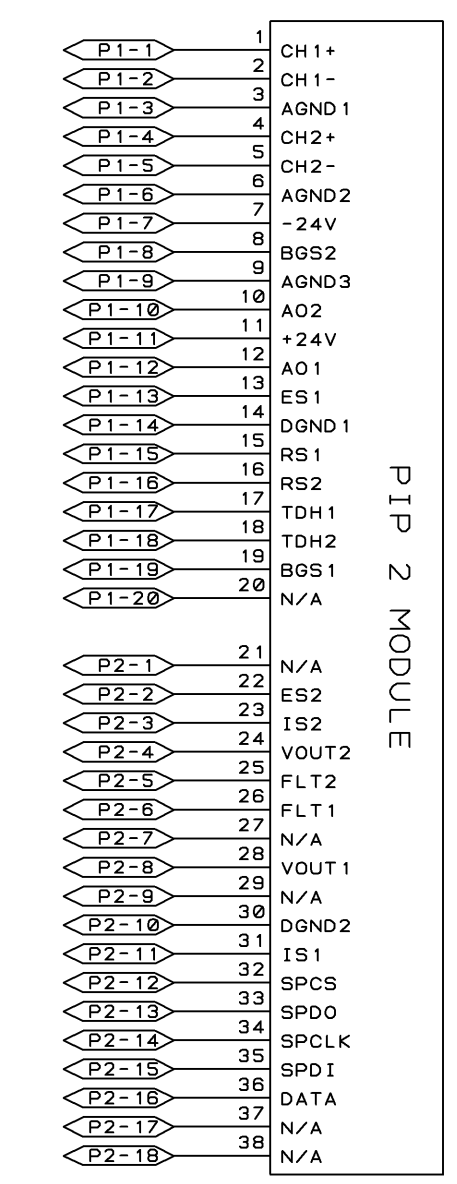 P1-1 1 CH1+
P1-2 2 CH1-
P1-3 3 AGND1
P1-4 4 CH2+
P1-5 5 CH2-
P1-6 6 AGND2
P1-7 7 -24V
P1-8 8 BGS2
P1-9 9 AGND3
P1-10 10 AO2
P1-11 11 +24V
P1-12 12 AO1
P1-13 13 ES1
P1-14 14 DGND1
P1-15 15 RS1
P1-16 16 RS2
P1-17 17 TDH1
P1-18 18 TDH2
P1-19 19 BGS1
P1-20 20 N/A
P2-1 21 N/A
P2-2 22 ES2
P2-3 23 IS2
P2-4 24 VOUT2
P2-5 25 FLT2
P2-6 26 FLT1
P2-7 27 N/A
P2-8 28 VOUT1
P2-9 29 N/A
P2-10 30 DGND2
P2-11 31 IS1
P2-12 32 SPCS
P2-13 33 SPDO
P2-14 34 SPCLK
P2-15 35 SPDI
P2-16 36 DATA
P2-17 37 N/A
P2-18 38 N/A
PIP 2 MODULE